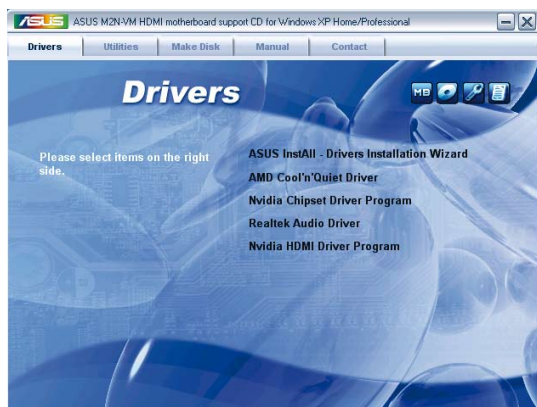 ASUS
ASUS M2N-VM HDMI motherboard support CD for Windows XP Home/Professional
Drivers
Utilities
Make Disk
Manual
Contact
Drivers
MB
Please select items on the right
side.
ASUS InstAll - Drivers Installation Wizard
AMD Cool'n'Quiet Driver
Nvidia Chipset Driver Program
Realtek Audio Driver
Nvidia HDMI Driver Program